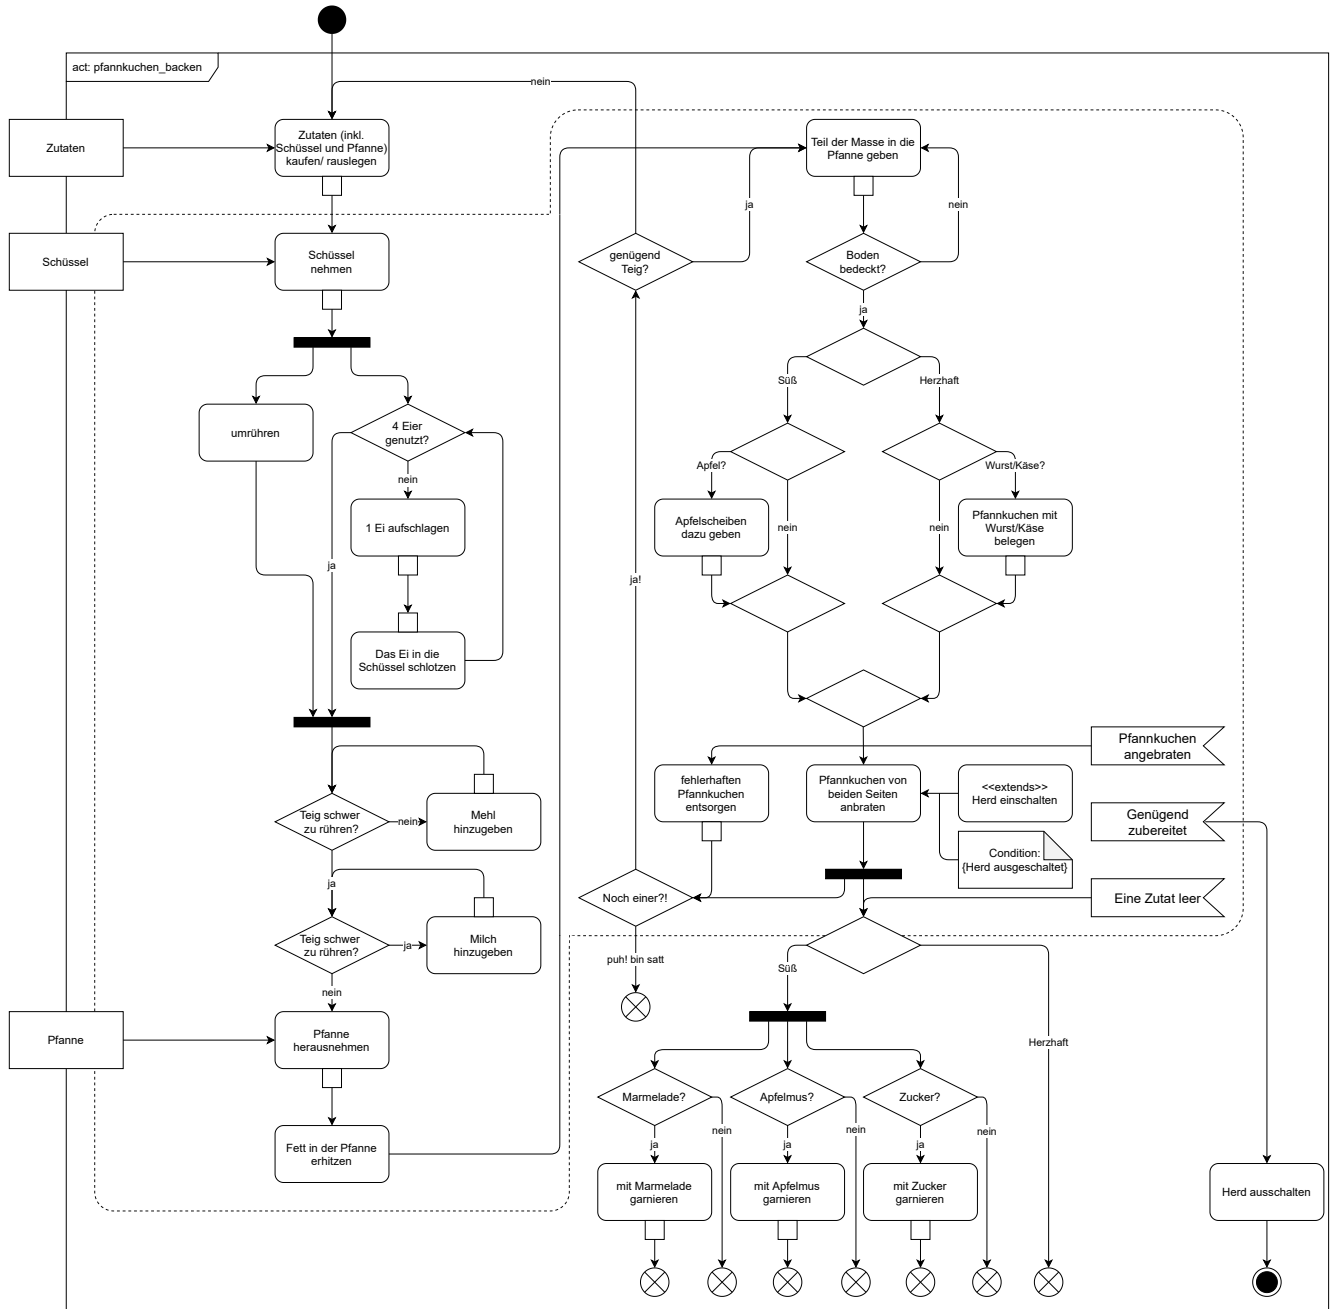 act: pfannkuchen_backen
nein
Zutaten
Zutaten (inkl.
Schüssel und Pfanne)
kaufen/ rauslegen
Teil der Masse in die
Pfanne geben
ja
nein
Schüssel
Schüssel
nehmen
genügend
Teig?
Boden
bedeckt?
ja
Süß
Herzhaft
umrühren
4 Eier
genutzt?
nein
Apfel?
Wurst/Käse?
1 Ei aufschlagen
Apfelscheiben
dazu geben
nein
nein
Pfannkuchen mit
Wurst/Käse
belegen
ja
ja!
Das Ei in die
Schüssel schlotzen
Pfannkuchen
angebraten
fehlerhaften
Pfannkuchen
entsorgen
Pfannkuchen von
beiden Seiten
anbraten
<<extends>>
Herd einschalten
Teig schwer
zu rühren?
nein
Mehl
hinzugeben
Genügend
zubereitet
Condition:
{Herd ausgeschaltet}
ja
Noch einer?!
Eine Zutat leer
Teig schwer
zu rühren?
ja
Milch
hinzugeben
puh! bin satt
Süß
nein
Pfanne
Pfanne
herausnehmen
Herzhaft
Marmelade?
Apfelmus?
Zucker?
nein
nein
nein
ja
ja
ja
Fett in der Pfanne
erhitzen
mit Marmelade
garnieren
mit Apfelmus
garnieren
mit Zucker
garnieren
Herd ausschalten